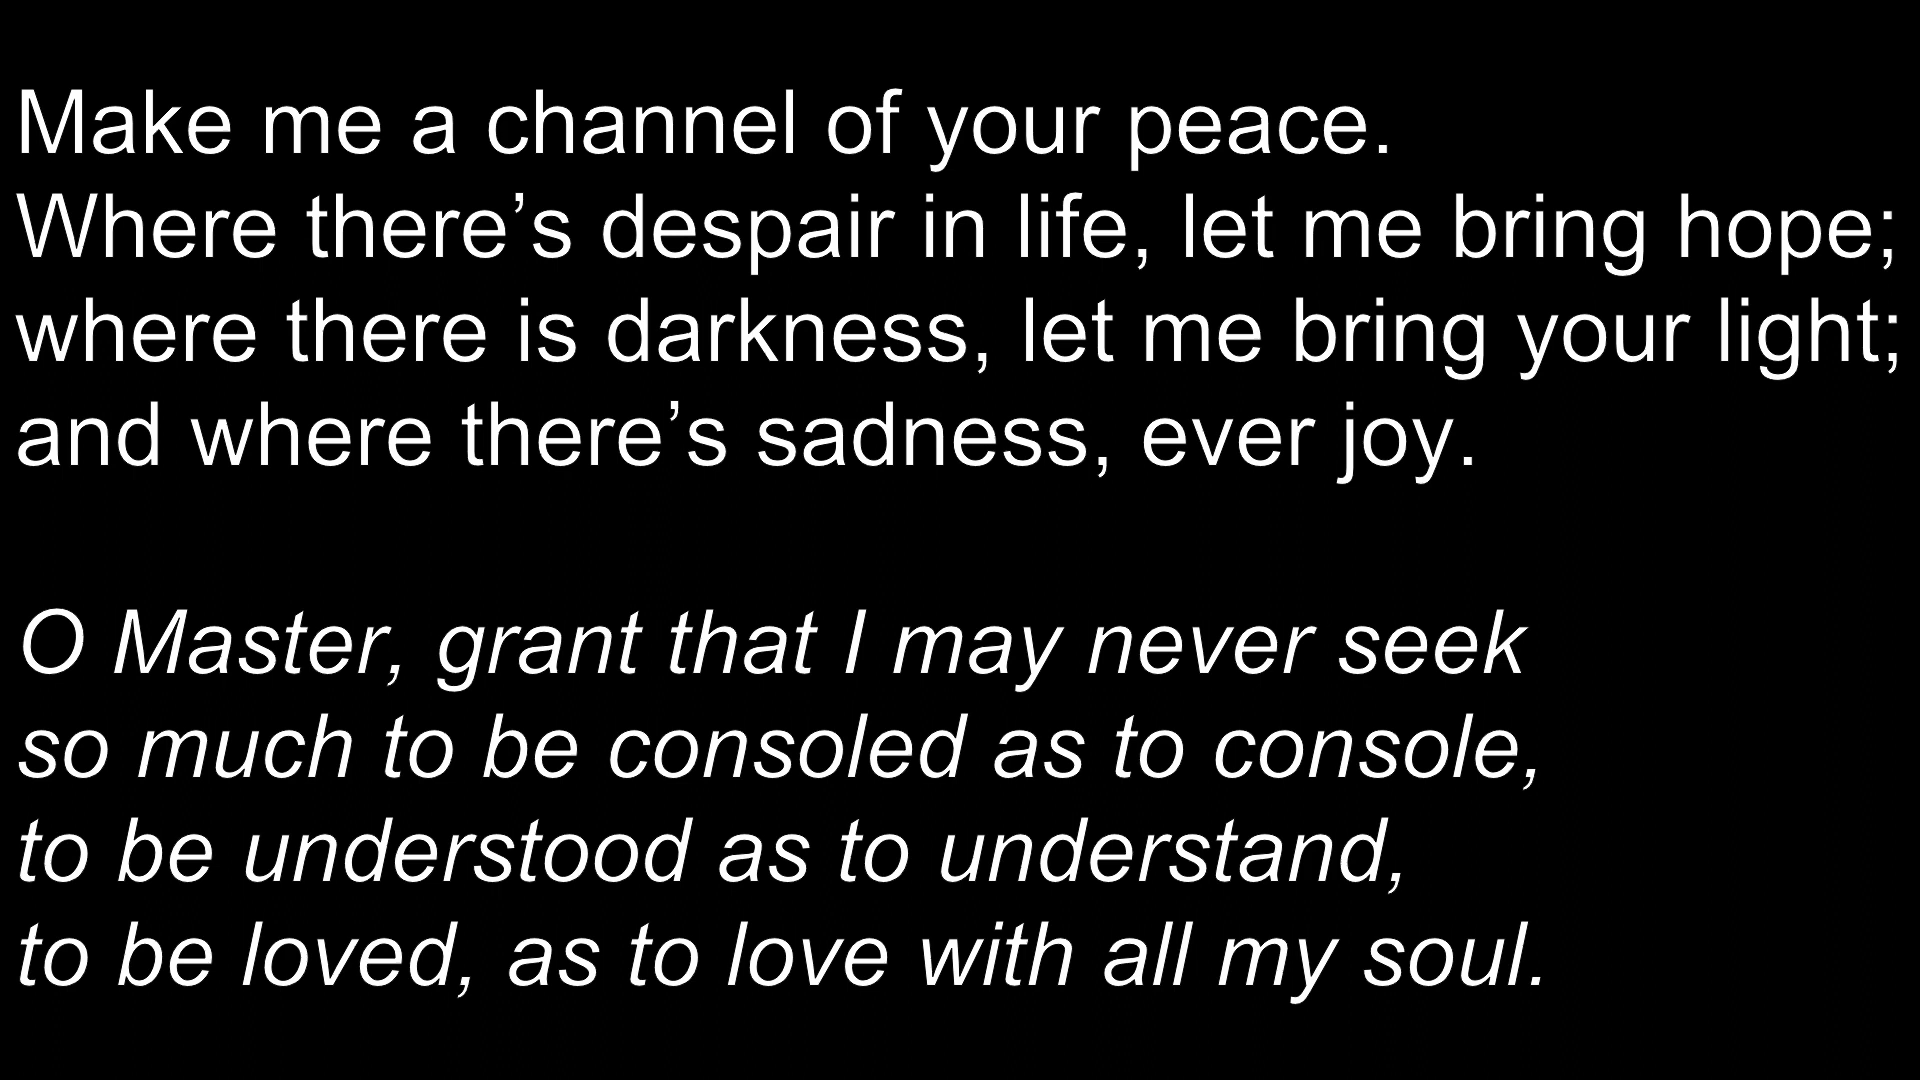 Make me a channel of your peace.
Where there’s despair in life, let me bring hope;
where there is darkness, let me bring your light;
and where there’s sadness, ever joy.
O Master, grant that I may never seek
so much to be consoled as to console,
to be understood as to understand,
to be loved, as to love with all my soul.